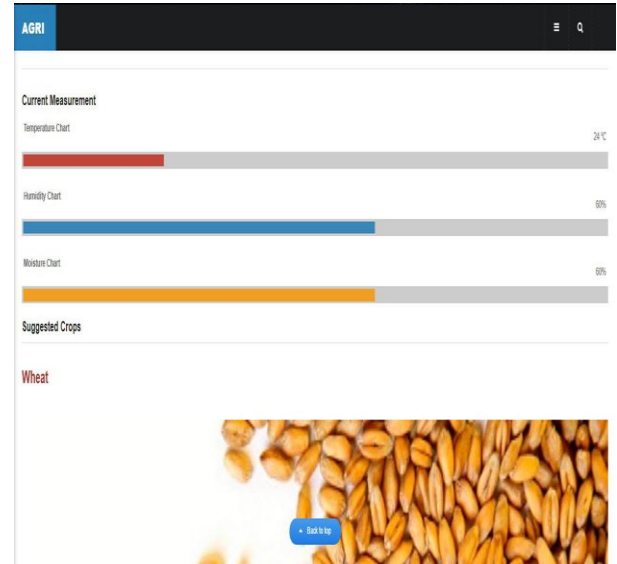 AGRI
Current Measurement
Temperature Chart
24 °C
Humidity Chart
60%
Moisture Chart
60%
Suggested Crops
Wheat
Back to top